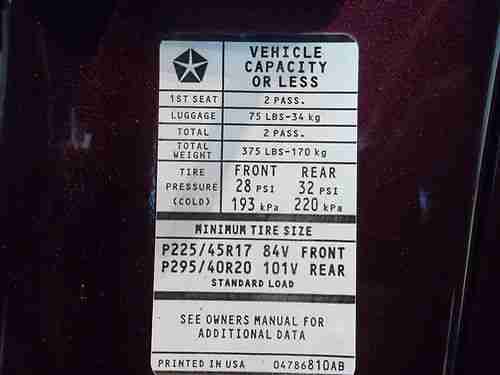 VEHICLE
CAPACITY
OR LESS
1ST SEAT 2 PASS.
LUGGAGE 75 LBS-34 kg
TOTAL 2 PASS.
TOTAL WEIGHT 375 LBS-170 kg
TIRE FRONT REAR
PRESSURE 28 PSI 32 PSI
(COLD) 193 kPa 220 kPa
MINIMUM TIRE SIZE
P225/45R17 84V FRONT
P295/40R20 101V REAR
STANDARD LOAD
SEE OWNERS MANUAL FOR
ADDITIONAL DATA
PRINTED IN USA 04786810AB